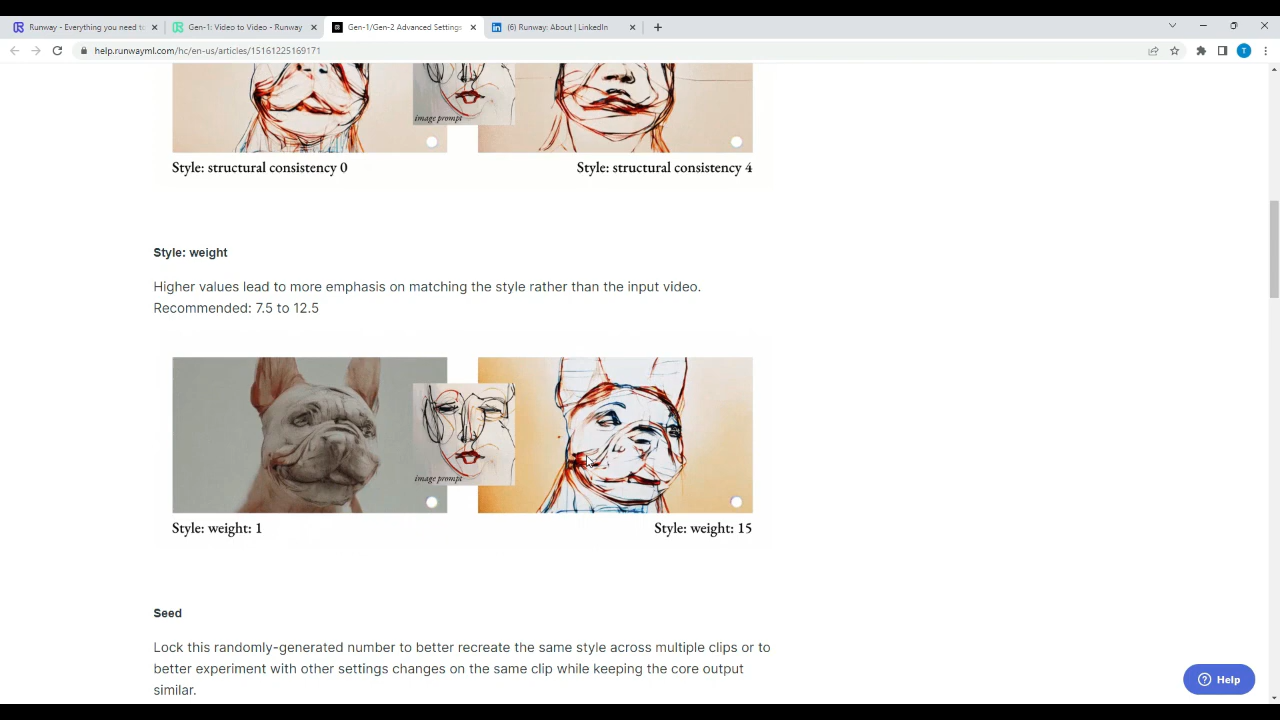 Runway - Everything you need to
Gen-1: Video to Video - Runway
Gen-1/Gen-2 Advanced Settings
(6) Runway: About | LinkedIn
help.runwayml.com/hc/en-us/articles/15161225169171
T
image prompt
Style: structural consistency 0
Style: structural consistency 4
Style: weight
Higher values lead to more emphasis on matching the style rather than the input video.
Recommended: 7.5 to 12.5
image prompt
Style: weight: 1
Style: weight: 15
Seed
Lock this randomly-generated number to better recreate the same style across multiple clips or to
better experiment with other settings changes on the same clip while keeping the core output
similar.
Help